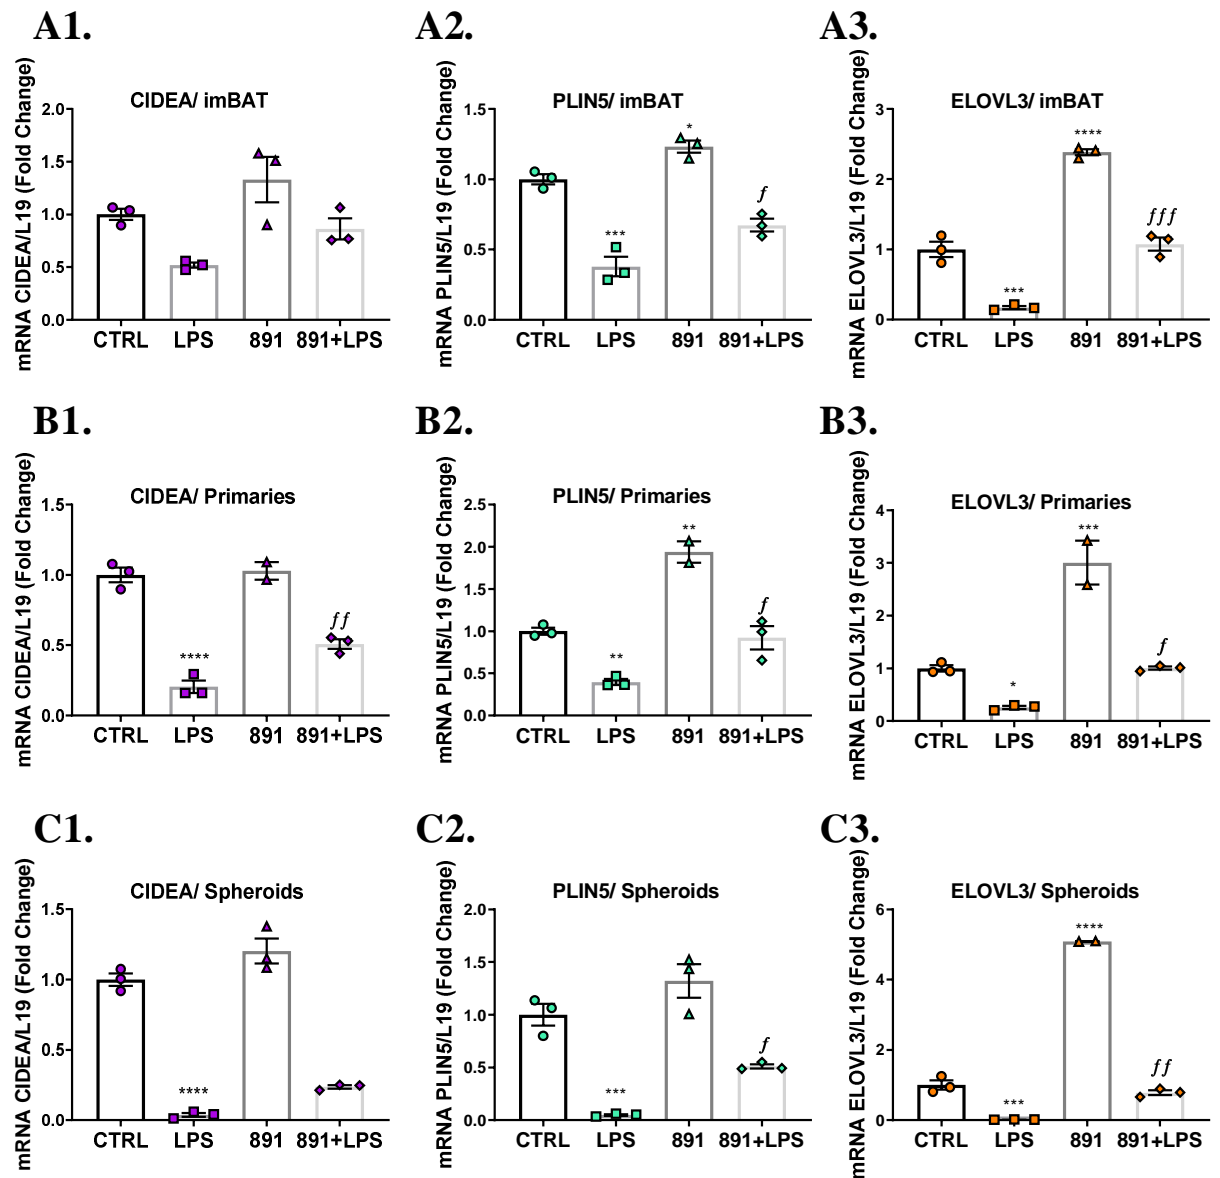 A1.
CIDEA/ imBAT
mRNA CIDEA/L19 (Fold Change)
2.0
1.5
1.0
0.5
0.0
CTRL LPS 891 891+LPS
A2.
PLIN5/ imBAT
mRNA PLIN5/L19 (Fold Change)
1.5
1.0
0.5
0.0
*
***
ƒ
CTRL LPS 891 891+LPS
A3.
ELOVL3/ imBAT
mRNA ELOVL3/L19 (Fold Change)
3
2
1
0
****
***
ƒƒƒ
CTRL LPS 891 891+LPS
B1.
CIDEA/ Primaries
mRNA CIDEA/L19 (Fold Change)
1.5
1.0
0.5
0.0
****
ƒƒ
CTRL LPS 891 891+LPS
B2.
PLIN5/ Primaries
mRNA PLIN5/L19 (Fold Change)
2.5
2.0
1.5
1.0
0.5
0.0
**
**
ƒ
CTRL LPS 891 891+LPS
B3.
ELOVL3/ Primaries
mRNA ELOVL3/L19 (Fold Change)
4
3
2
1
0
***
*
ƒ
CTRL LPS 891 891+LPS
C1.
CIDEA/ Spheroids
mRNA CIDEA/L19 (Fold Change)
1.5
1.0
0.5
0.0
****
CTRL LPS 891 891+LPS
C2.
PLIN5/ Spheroids
mRNA PLIN5/L19 (Fold Change)
2.0
1.5
1.0
0.5
0.0
***
ƒ
CTRL LPS 891 891+LPS
C3.
ELOVL3/ Spheroids
mRNA ELOVL3/L19 (Fold Change)
6
4
2
0
****
***
ƒƒ
CTRL LPS 891 891+LPS